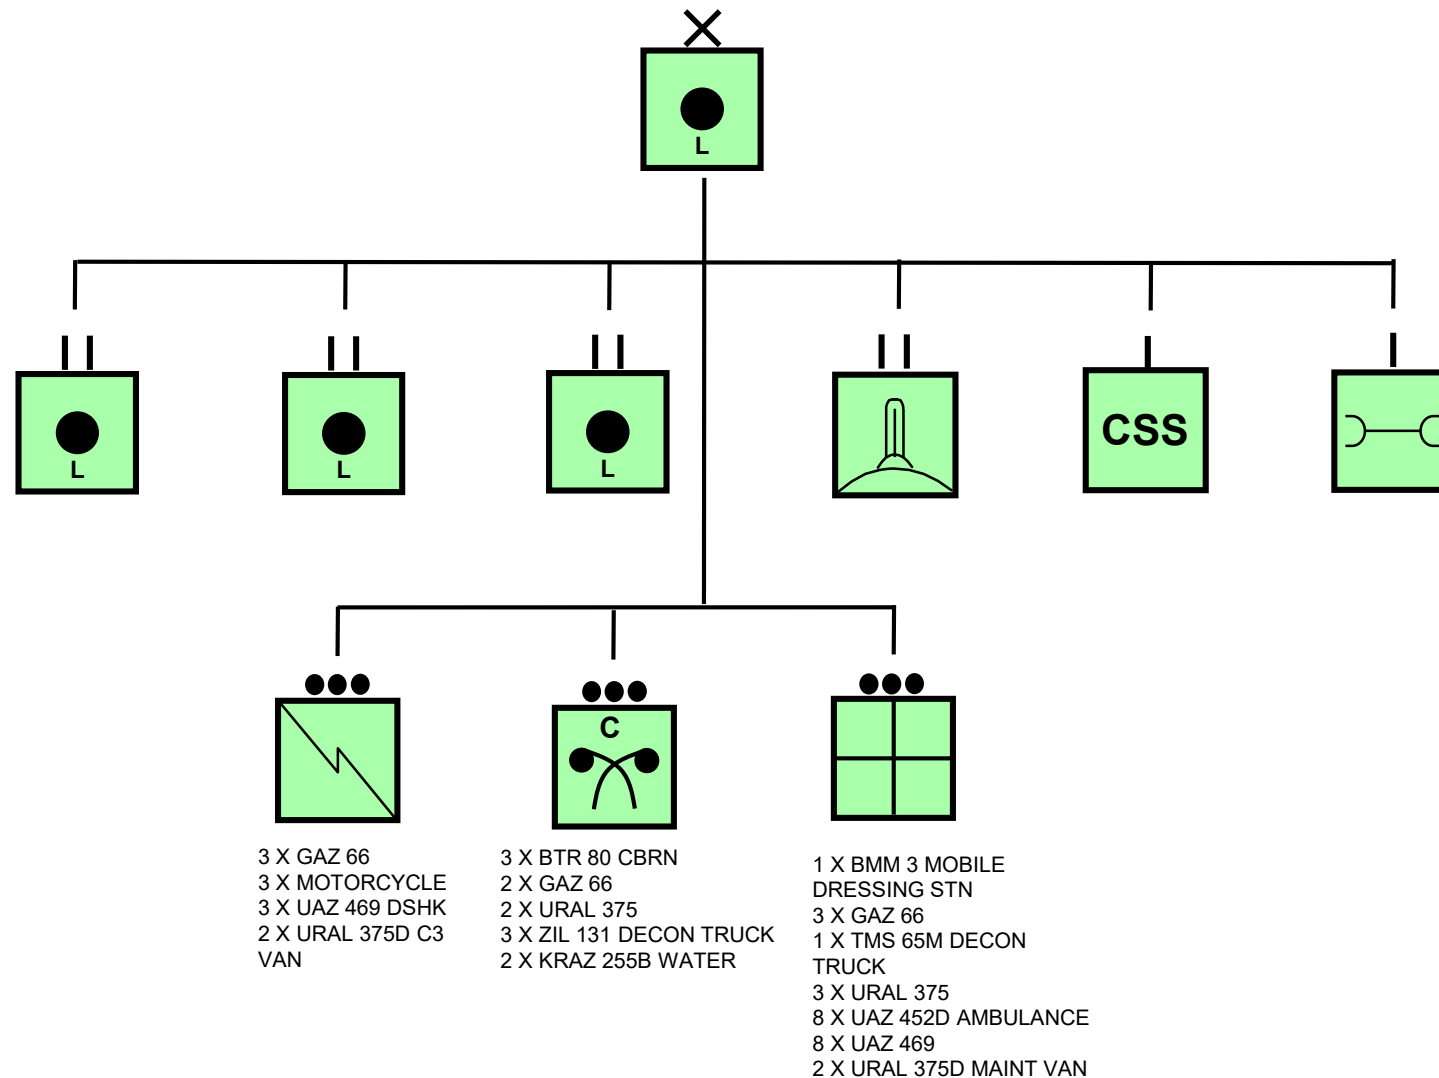 L
L
L
L
CSS
C
3 X GAZ 66
3 X MOTORCYCLE
3 X UAZ 469 DSHK
2 X URAL 375D C3
VAN
3 X BTR 80 CBRN
2 X GAZ 66
2 X URAL 375
3 X ZIL 131 DECON TRUCK
2 X KRAZ 255B WATER
1 X BMM 3 MOBILE
DRESSING STN
3 X GAZ 66
1 X TMS 65M DECON
TRUCK
3 X URAL 375
8 X UAZ 452D AMBULANCE
8 X UAZ 469
2 X URAL 375D MAINT VAN